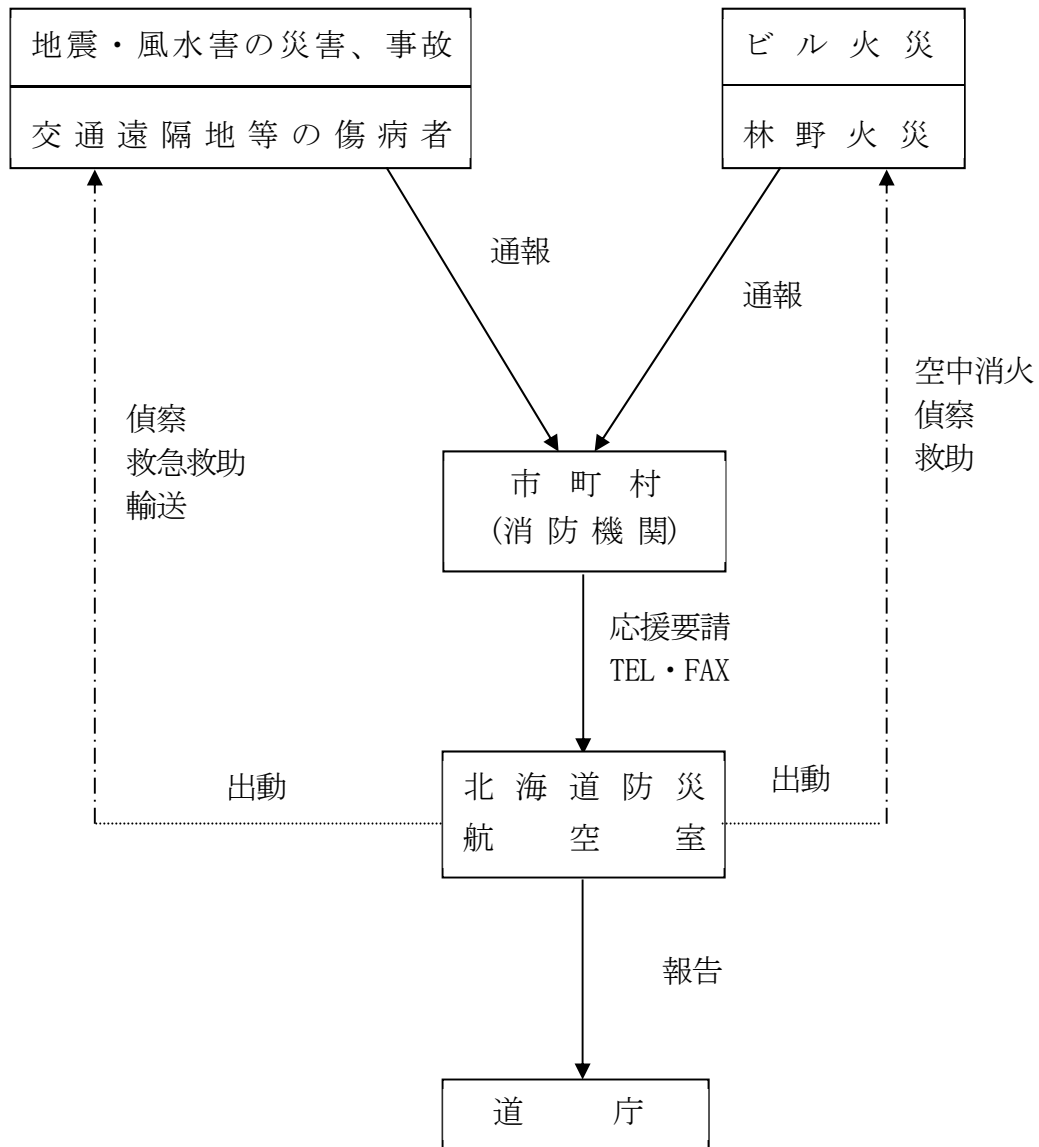 地震・風水害の災害、事故
交通遠隔地等の傷病者
ビル火災
林野火災
通報
通報
空中消火
偵察
救助
偵察
救急救助
輸送
市町村
(消防機関)
応援要請
TEL・FAX
出動
北海道防災
航空室
出動
報告
道庁